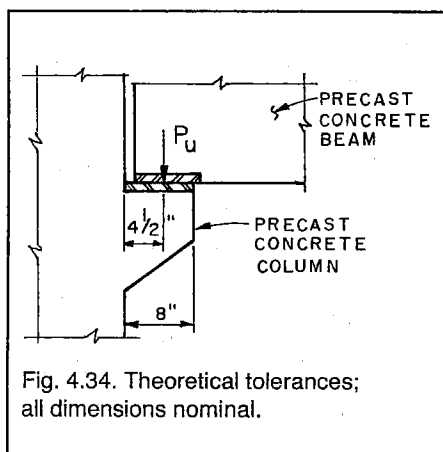 PRECAST
CONCRETE
BEAM
Pu
4 1/2"
PRECAST
CONCRETE
COLUMN
8"
Fig. 4.34. Theoretical tolerances;
all dimensions nominal.